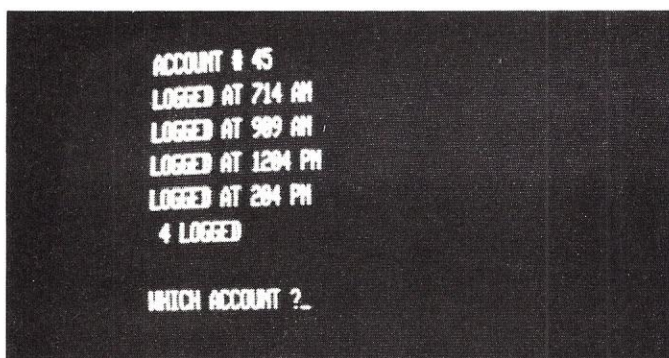 ACCOUNT # 45
LOGGED AT 714 AM
LOGGED AT 909 AM
LOGGED AT 1204 PM
LOGGED AT 204 PM
4 LOGGED
WHICH ACCOUNT ?_